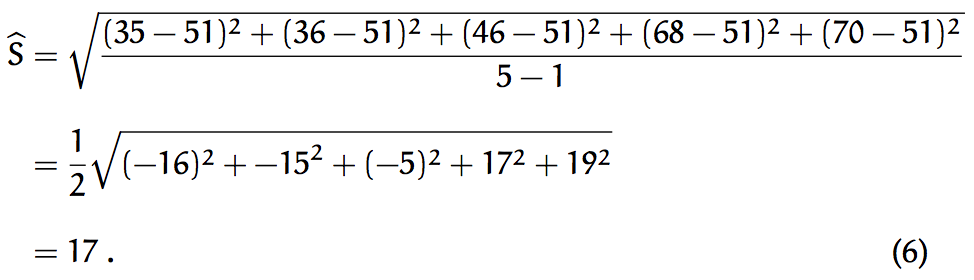 Ŝ = √((35 − 51)² + (36 − 51)² + (46 − 51)² + (68 − 51)² + (70 − 51)² / 5 − 1)
= 1/2 √((−16)² + −15² + (−5)² + 17² + 19²)
= 17 . (6)